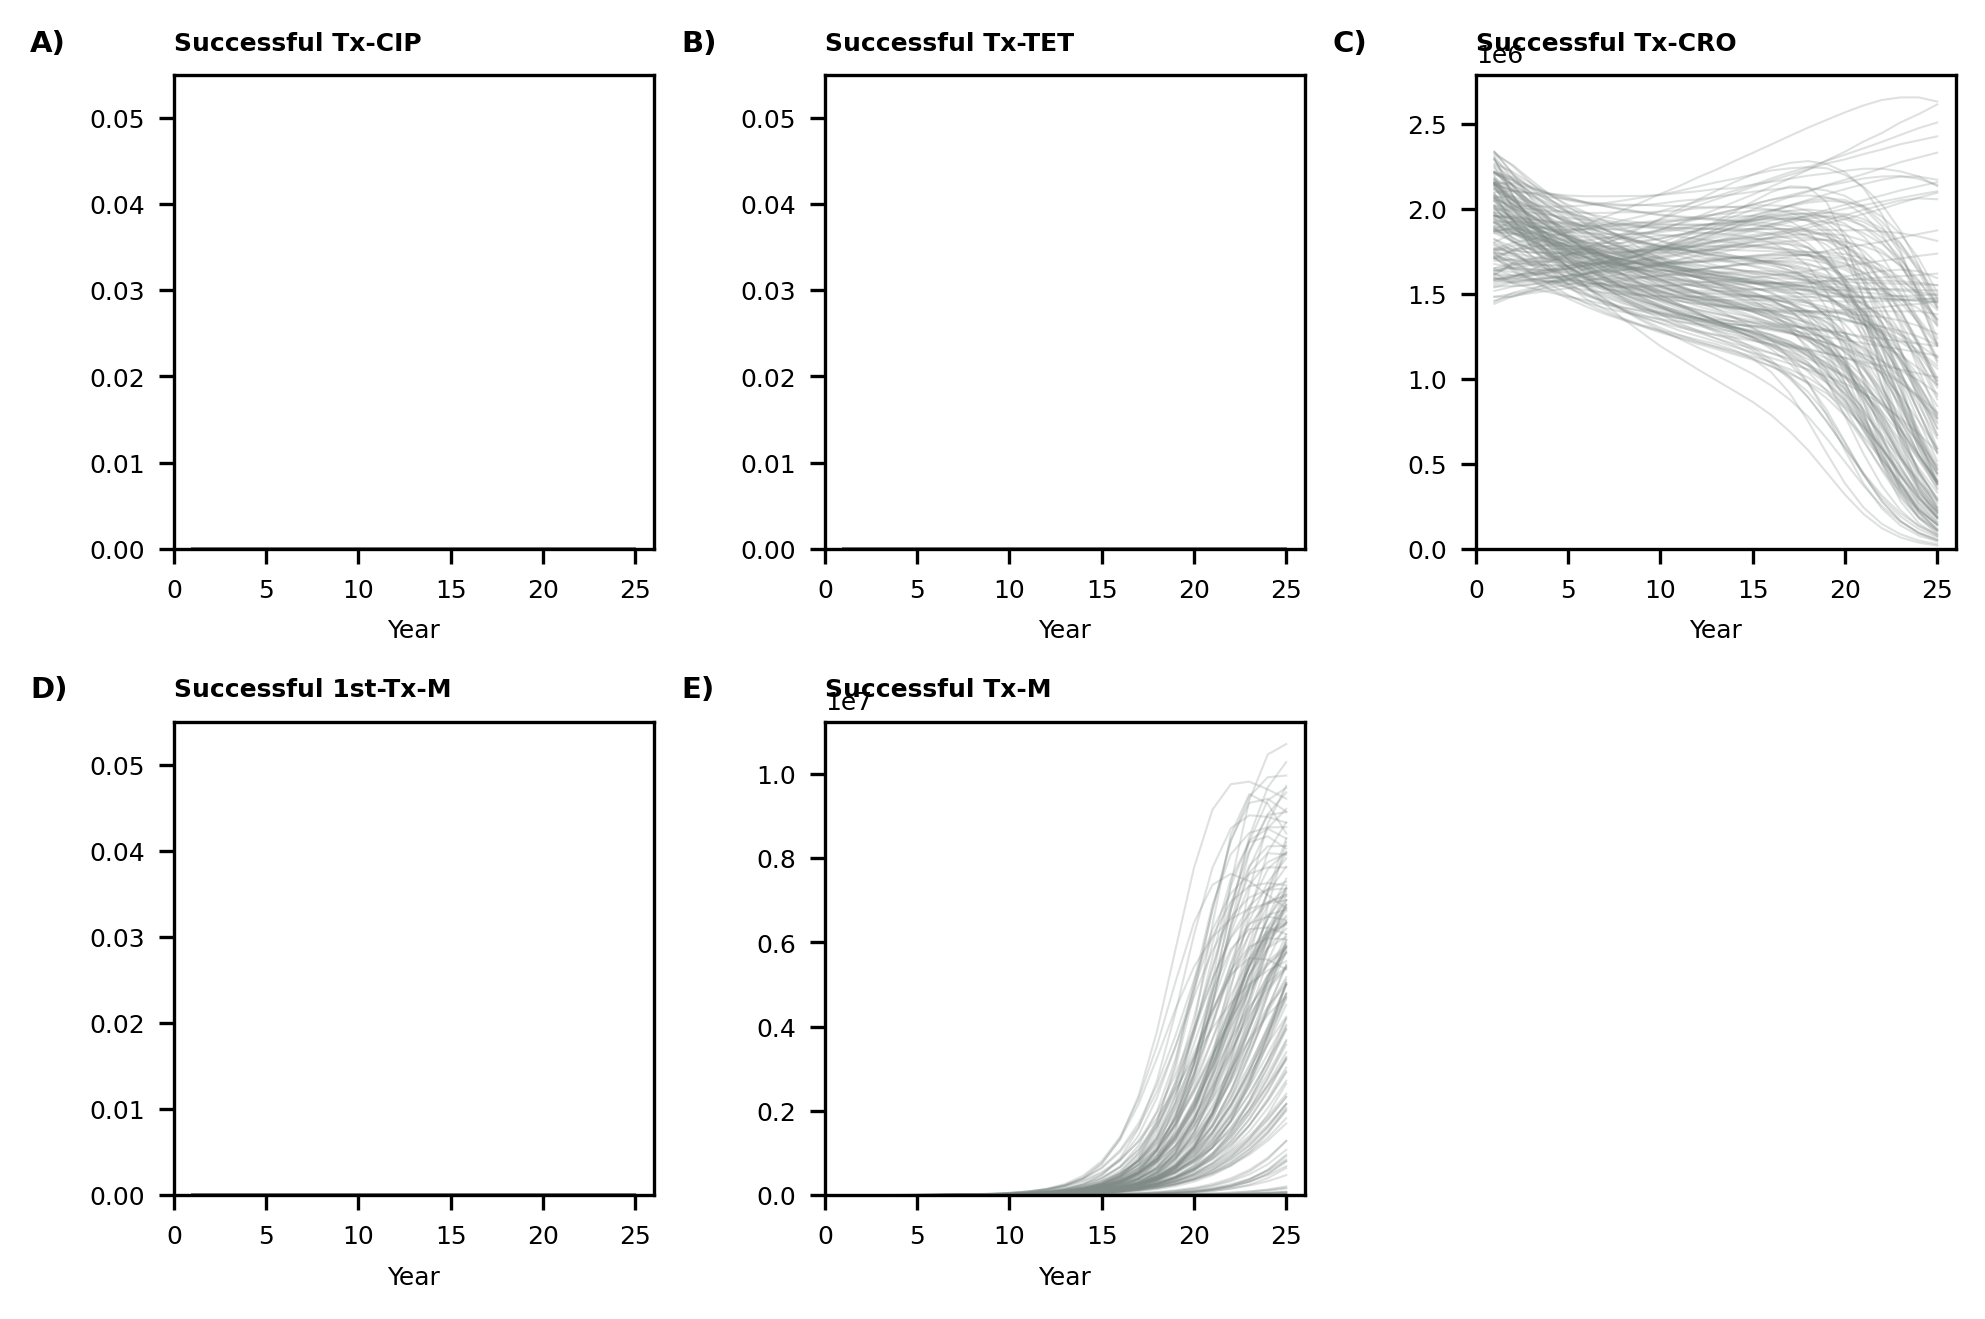 A) Successful Tx-CIP
0.05
0.04
0.03
0.02
0.01
0.00
0 5 10 15 20 25
Year
B) Successful Tx-TET
0.05
0.04
0.03
0.02
0.01
0.00
0 5 10 15 20 25
Year
C) Successful Tx-CRO
1e6
2.5
2.0
1.5
1.0
0.5
0.0
0 5 10 15 20 25
Year
D) Successful 1st-Tx-M
0.05
0.04
0.03
0.02
0.01
0.00
0 5 10 15 20 25
Year
E) Successful Tx-M
1e7
1.0
0.8
0.6
0.4
0.2
0.0
0 5 10 15 20 25
Year